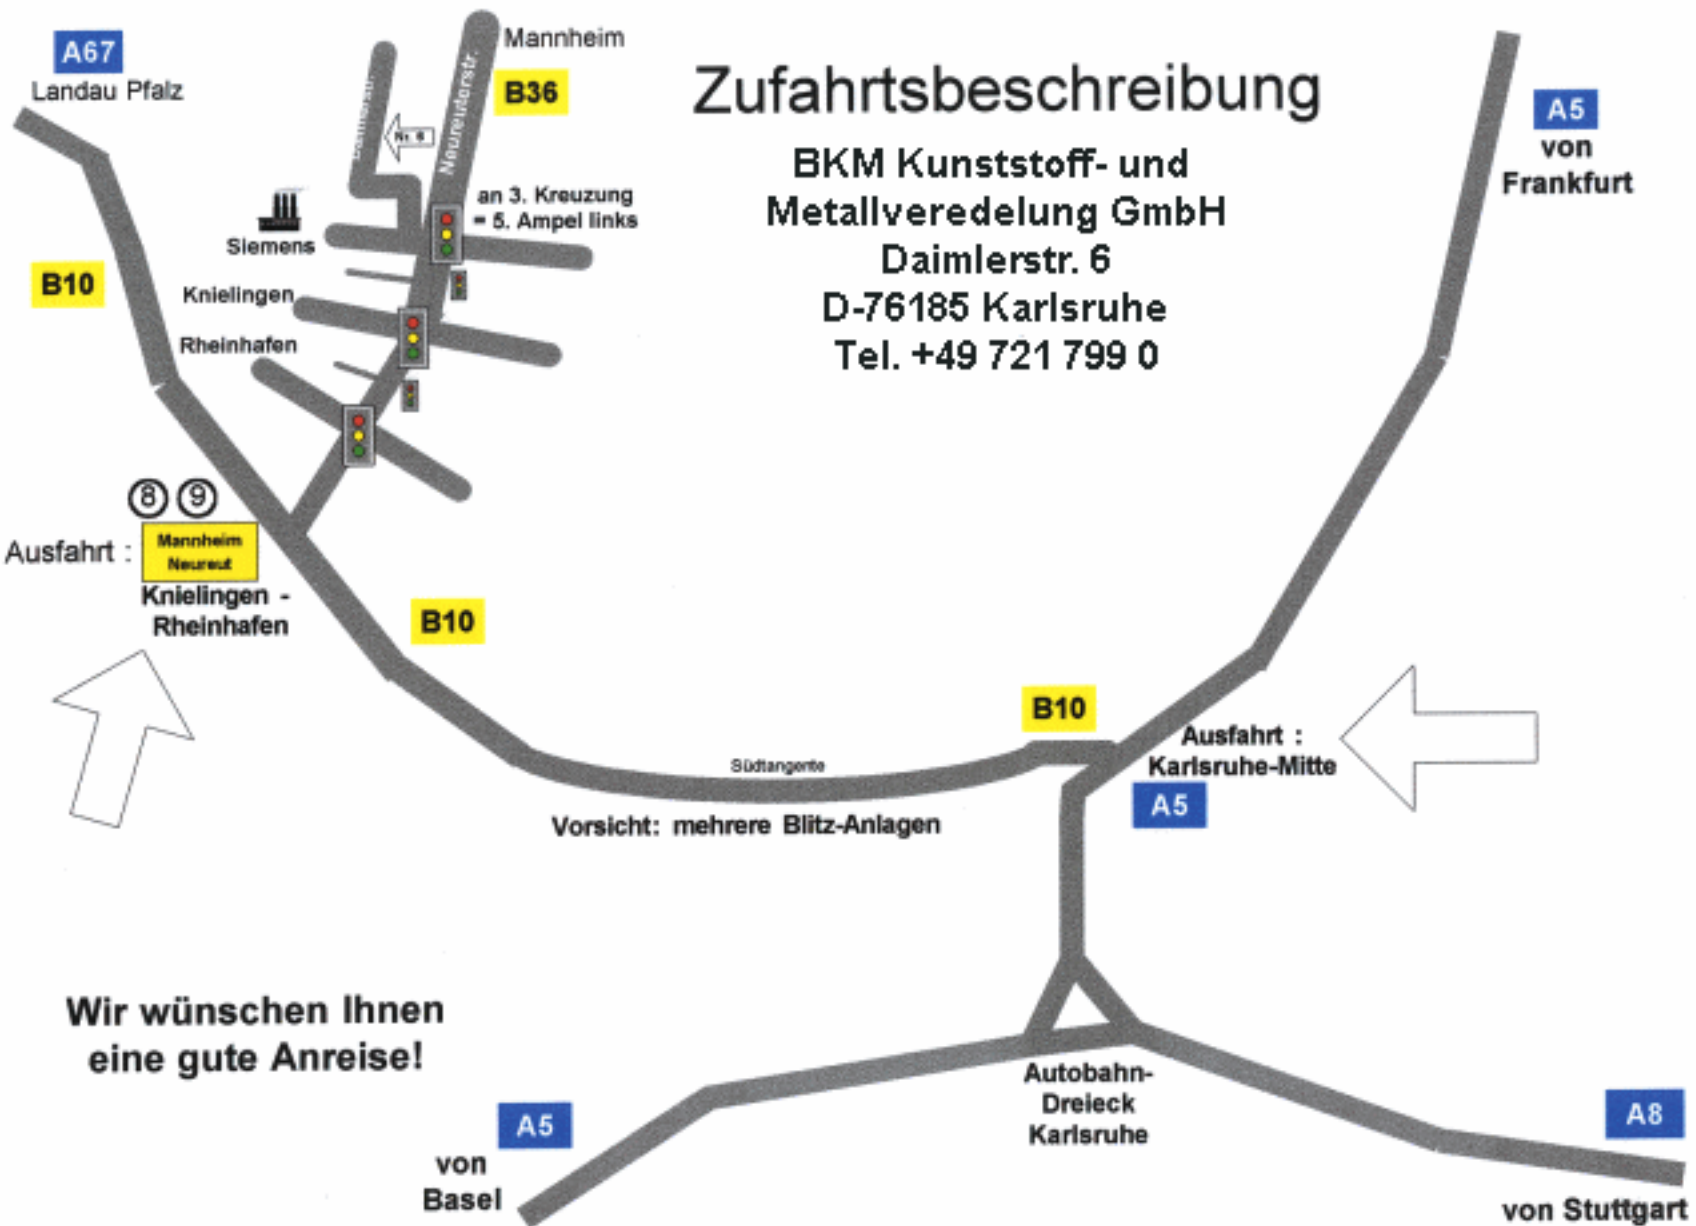 A67
Landau Pfalz
Mannheim
B36
Neureuterstr.
Daimlerstr.
Nr. 6
Zufahrtsbeschreibung
BKM Kunststoff- und
Metallveredelung GmbH
Daimlerstr. 6
D-76185 Karlsruhe
Tel. +49 721 799 0
A5
von
Frankfurt
an 3. Kreuzung
= 5. Ampel links
Siemens
B10
Knielingen
Rheinhafen
8 9
Ausfahrt :
Mannheim
Neureut
Knielingen -
Rheinhafen
B10
B10
Südtangente
Vorsicht: mehrere Blitz-Anlagen
Ausfahrt :
Karlsruhe-Mitte
A5
Wir wünschen Ihnen
eine gute Anreise!
Autobahn-
Dreieck
Karlsruhe
A5
von
Basel
A8
von Stuttgart